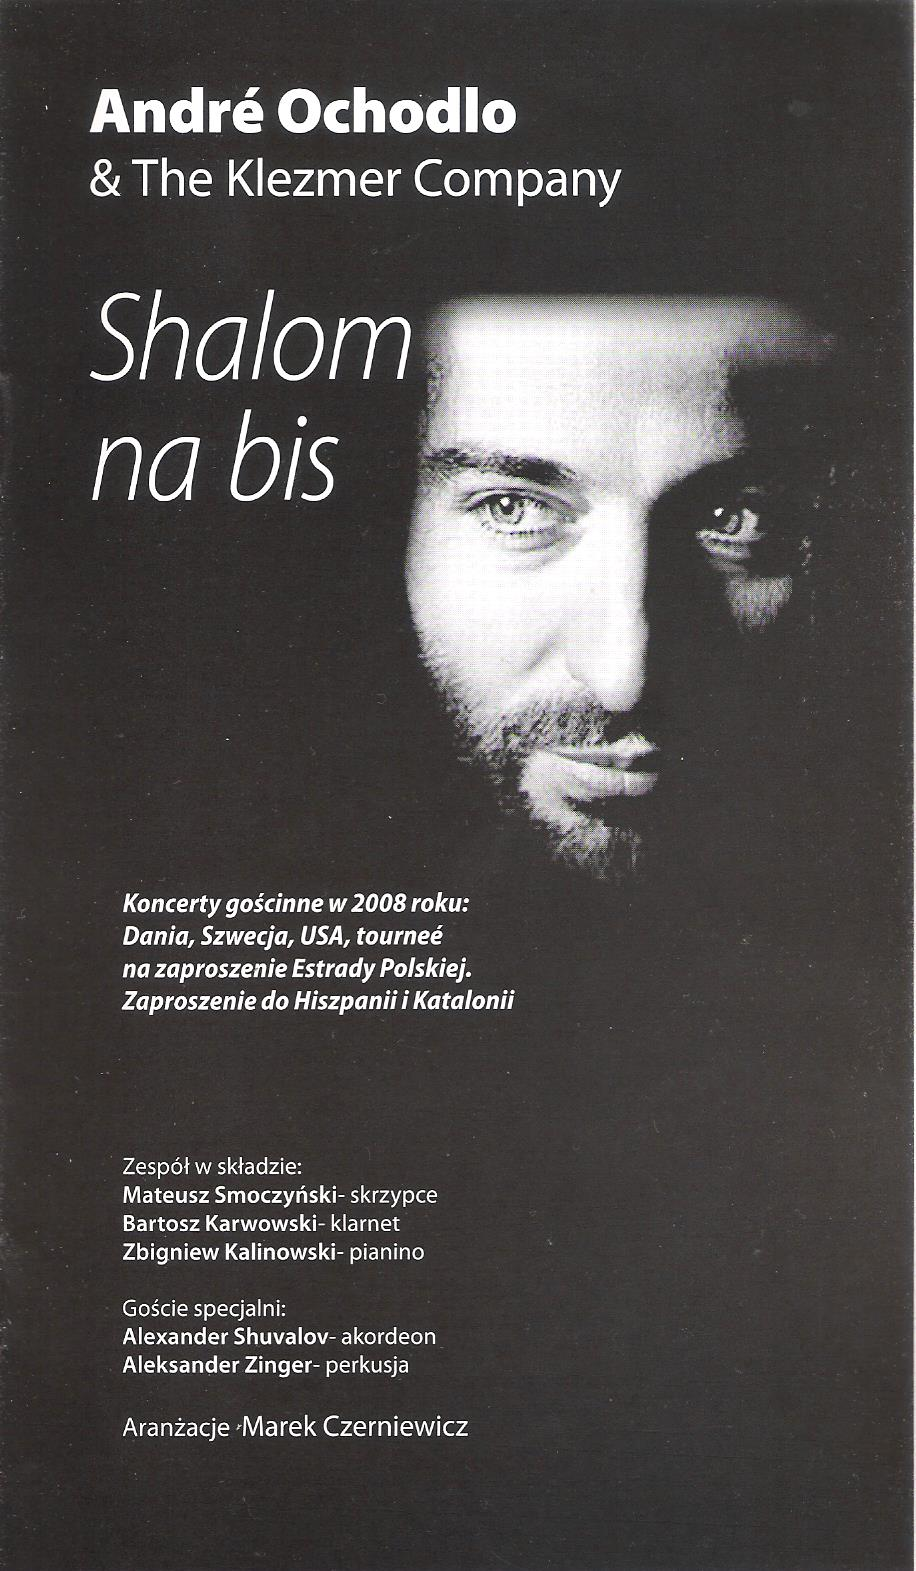 André Ochodlo
& The Klezmer Company
Shalom
na bis
Koncerty gościnne w 2008 roku:
Dania, Szwecja, USA, tourneé
na zaproszenie Estrady Polskiej.
Zaproszenie do Hiszpanii i Katalonii
Zespół w składzie:
Mateusz Smoczyński- skrzypce
Bartosz Karwowski- klarnet
Zbigniew Kalinowski- pianino
Goście specjalni:
Alexander Shuvalov- akordeon
Aleksander Zinger- perkusja
Aranżacje -Marek Czerniewicz